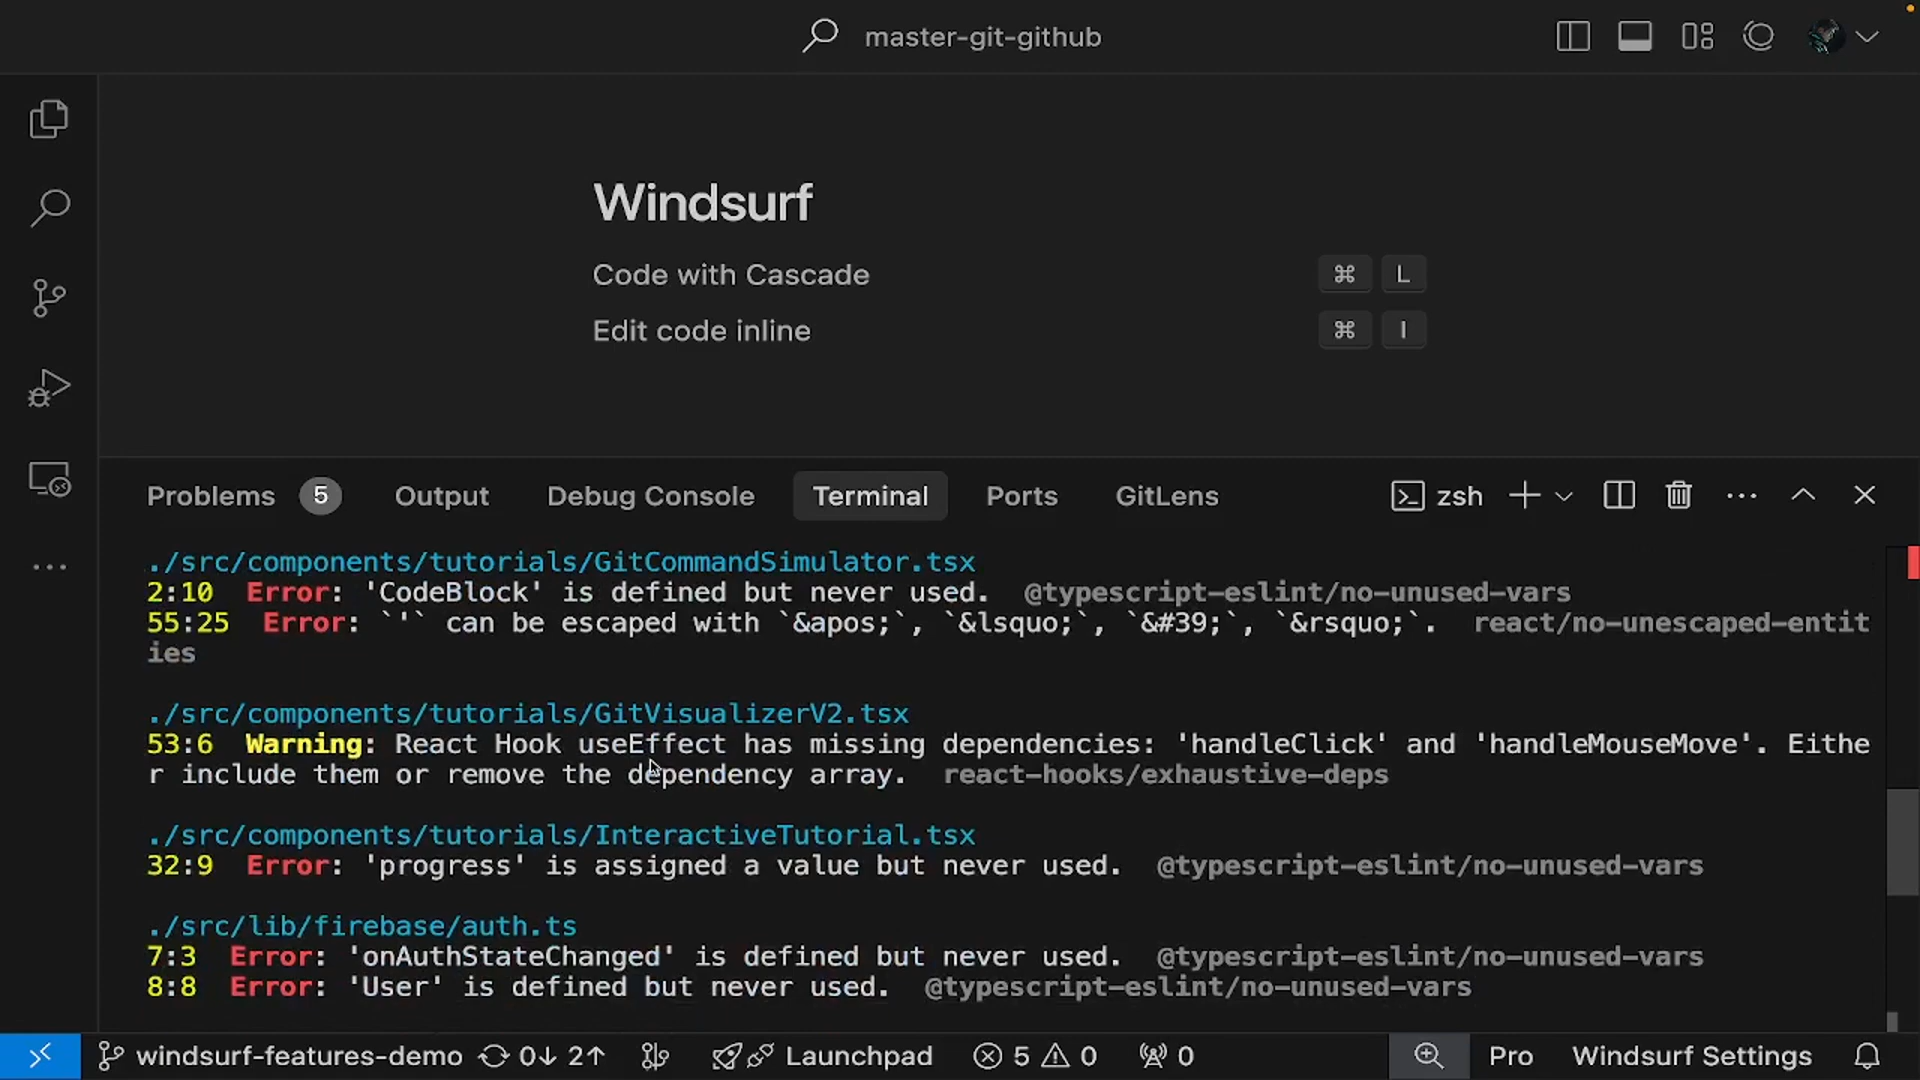 master-git-github
Windsurf
Code with Cascade ⌘ L
Edit code inline ⌘ I
Problems 5 Output Debug Console Terminal Ports GitLens zsh
./src/components/tutorials/GitCommandSimulator.tsx
2:10 Error: 'CodeBlock' is defined but never used. @typescript-eslint/no-unused-vars
55:25 Error: `'` can be escaped with `&apos;`, `&lsquo;`, `&#39;`, `&rsquo;`. react/no-unescaped-entit
ies
./src/components/tutorials/GitVisualizerV2.tsx
53:6 Warning: React Hook useEffect has missing dependencies: 'handleClick' and 'handleMouseMove'. Eithe
r include them or remove the dependency array. react-hooks/exhaustive-deps
./src/components/tutorials/InteractiveTutorial.tsx
32:9 Error: 'progress' is assigned a value but never used. @typescript-eslint/no-unused-vars
./src/lib/firebase/auth.ts
7:3 Error: 'onAuthStateChanged' is defined but never used. @typescript-eslint/no-unused-vars
8:8 Error: 'User' is defined but never used. @typescript-eslint/no-unused-vars
windsurf-features-demo 0↓ 2↑ Launchpad 5 0 0 Pro Windsurf Settings